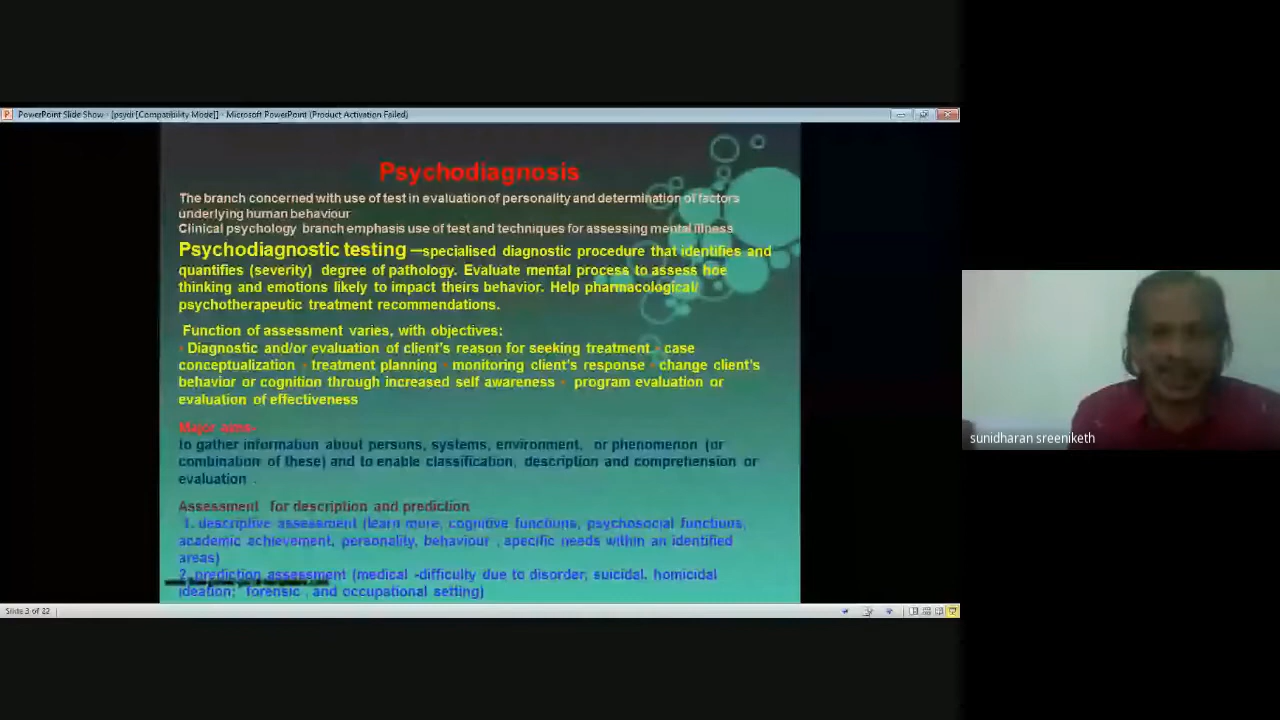 PowerPoint Slide Show - [psydi [Compatibility Mode]] - Microsoft PowerPoint (Product Activation Failed)
Psychodiagnosis
The branch concerned with use of test in evaluation of personality and determination of factors
underlying human behaviour
Clinical psychology branch emphasis use of test and techniques for assessing mental illness
Psychodiagnostic testing —specialised diagnostic procedure that identifies and
quantifies (severity) degree of pathology. Evaluate mental process to assess hoe
thinking and emotions likely to impact theirs behavior. Help pharmacological/
psychotherapeutic treatment recommendations.
Function of assessment varies, with objectives;
• Diagnostic and/or evaluation of client's reason for seeking treatment • case
conceptualization • treatment planning • monitoring client's response • change client's
behavior or cognition through increased self awareness • program evaluation or
evaluation of effectiveness
Major aims-
to gather information about persons, systems, environment, or phenomenon (or
combination of these) and to enable classification, description and comprehension or
evaluation .
Assessment for description and prediction
1. descriptive assessment (learn more, cognitive functions, psychosocial functions,
academic achievement, personality, behaviour , specific needs within an identified
areas)
2. prediction assessment (medical -difficulty due to disorder, suicidal, homicidal
ideation; forensic , and occupational setting)
Slide 3 of 22
sunidharan sreeniketh